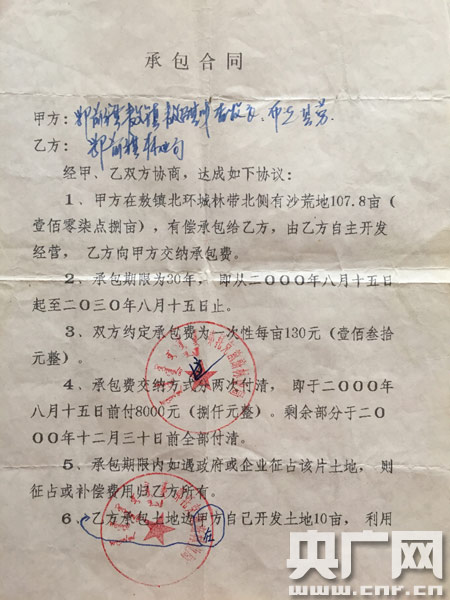 承包合同
甲方：鄂前旗敖镇
乙方：鄂前旗
经甲、乙双方协商，达成如下协议：
1、甲方在敖镇北环城林带北侧有沙荒地107.8亩（
壹佰零柒点捌亩），有偿承包给乙方，由乙方自主开发
经营，乙方向甲方交纳承包费。
2、承包期限为30年，即从二000年八月十五日
起至二0三0年八月十五日止。
3、双方约定承包费为一次性每亩130元（壹佰叁拾
元整）。
4、承包费交纳方式分两次付清，即于二000年
八月十五日前付8000元（捌仟元整）。剩余部分于二0
00年十二月三十日前全部付清。
5、承包期限内如遇政府或企业征占该片土地，则
征占或补偿费用归乙方所有。
6、乙方承包土地边甲方自己开发土地10亩，利用
在
央广网
www.cnr.cn